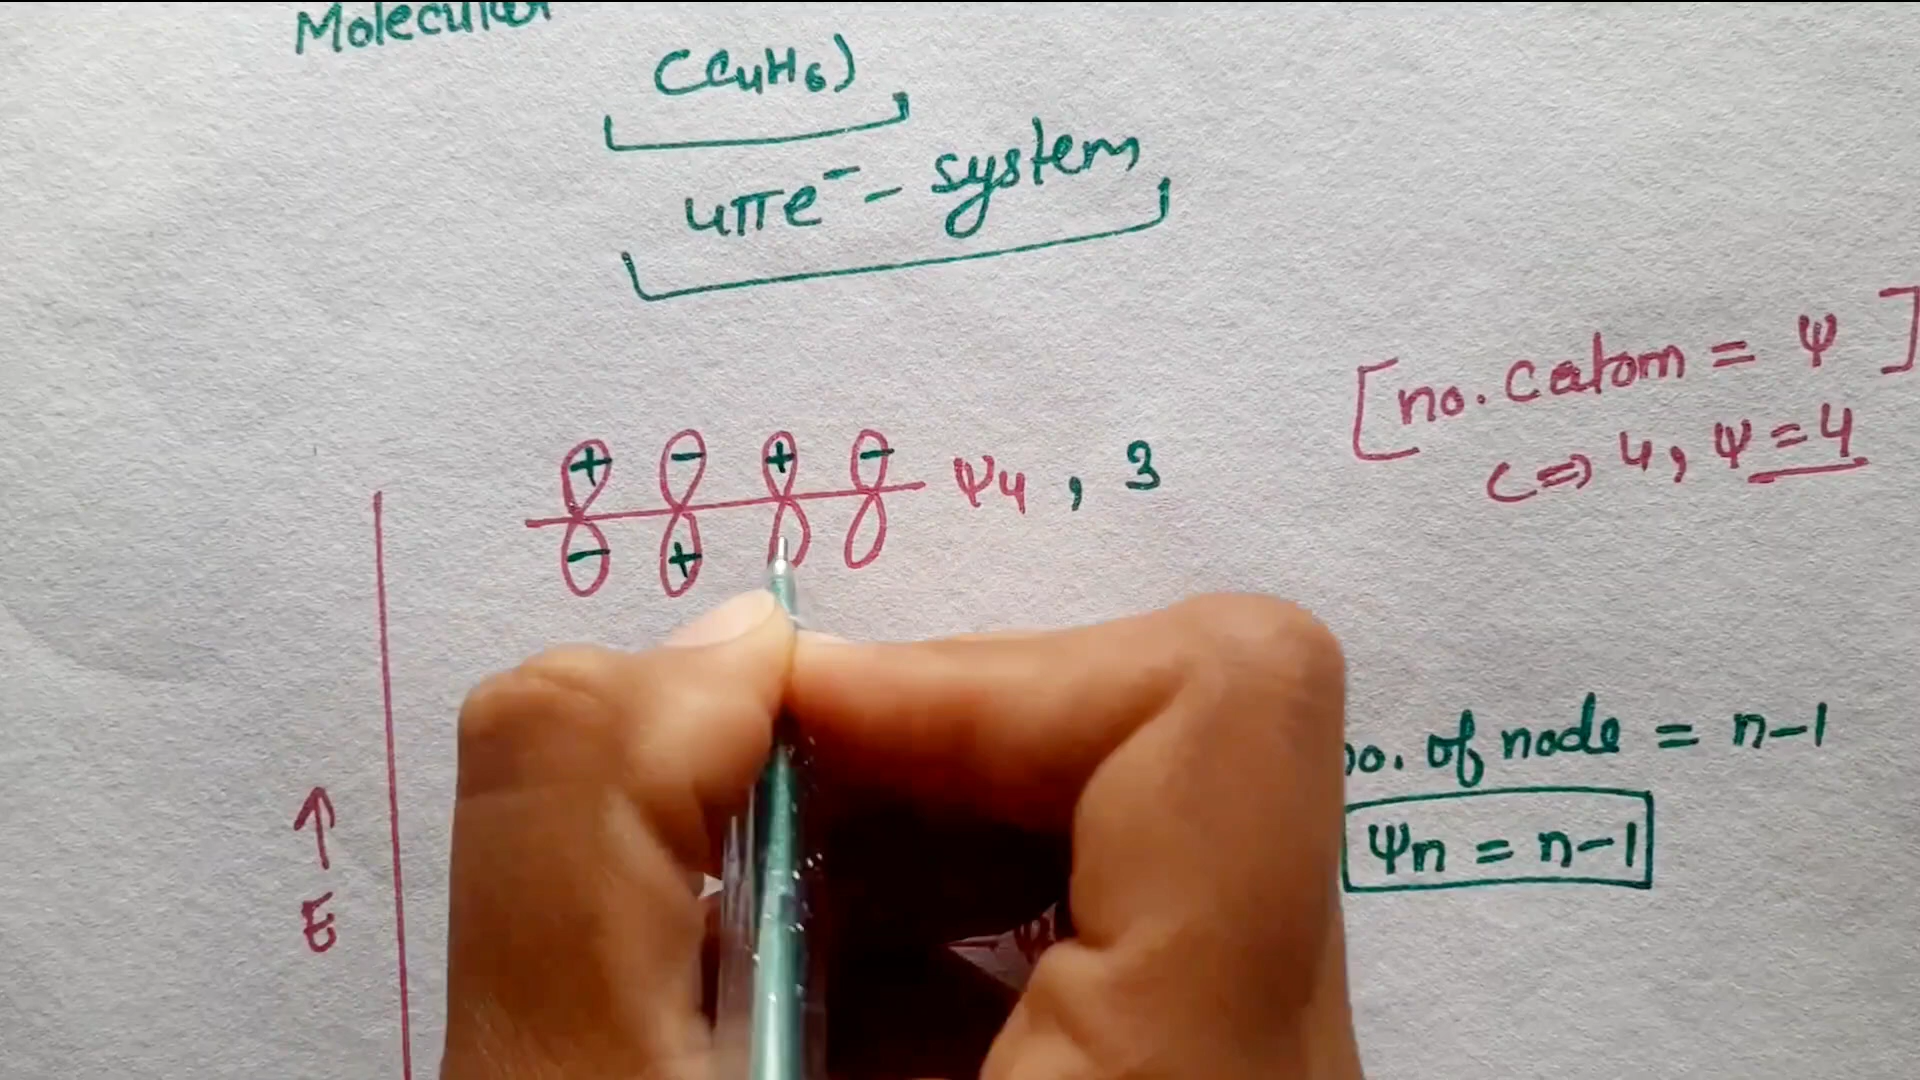 Molecular
(C4H6)
4πe⁻ - system
[no. C atom = Ψ]
C => 4, Ψ = 4
+ - + - Ψ4, 3
- +
no. of node = n-1
Ψn = n-1
↑
E